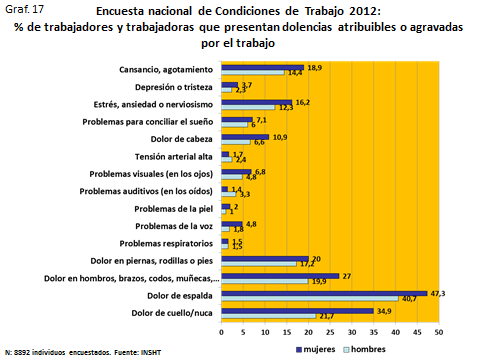 Graf. 17
Encuesta nacional de Condiciones de Trabajo 2012:
% de trabajadores y trabajadoras que presentan dolencias atribuibles o agravadas
por el trabajo
Cansancio, agotamiento 18,9 14,4
Depresión o tristeza 3,7 2,3
Estrés, ansiedad o nerviosismo 16,2 12,3
Problemas para conciliar el sueño 7,1 6
Dolor de cabeza 10,9 6,6
Tensión arterial alta 1,7 2,4
Problemas visuales (en los ojos) 6,8 4,8
Problemas auditivos (en los oídos) 1,4 3,3
Problemas de la piel 2 1
Problemas de la voz 4,8 1,8
Problemas respiratorios 1,5 1,5
Dolor en piernas, rodillas o pies 20 17,2
Dolor en hombros, brazos, codos, muñecas,... 27 19,9
Dolor de espalda 47,3 40,7
Dolor de cuello/nuca 34,9 21,7
0 5 10 15 20 25 30 35 40 45 50
mujeres hombres
N: 8892 individuos encuestados. Fuente: INSHT